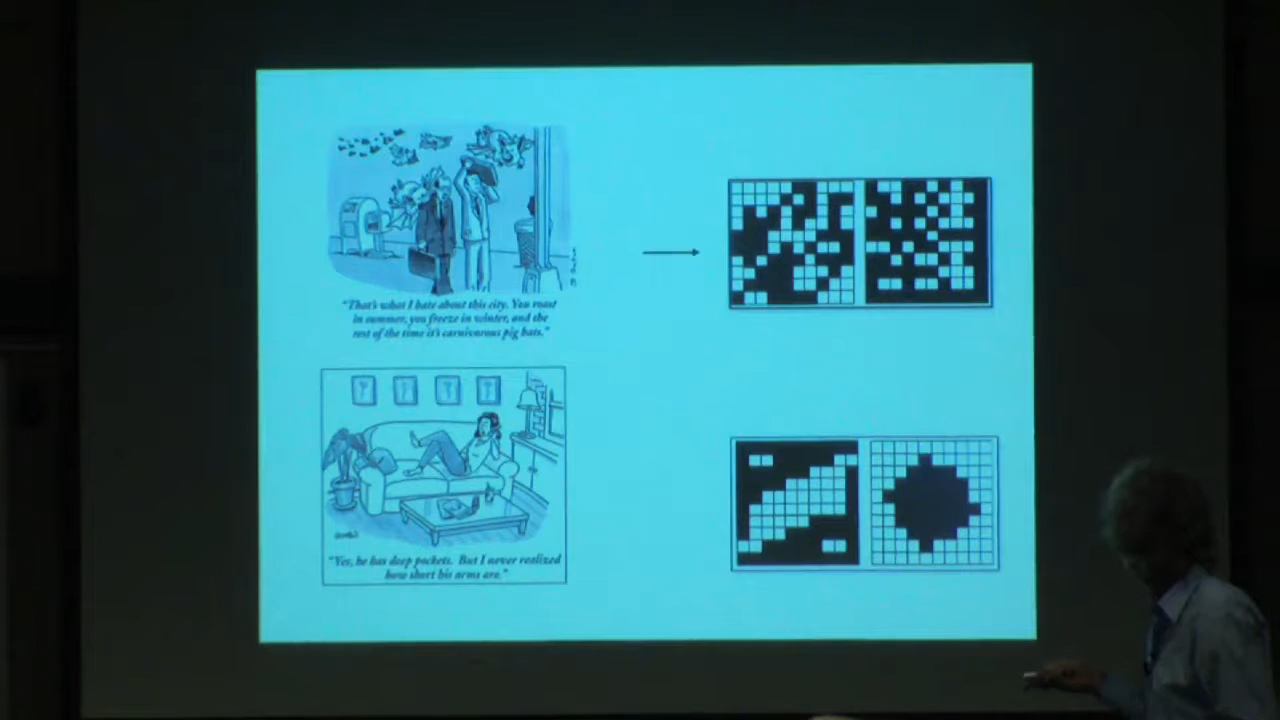 "That's what I hate about this city. You roast
in summer, you freeze in winter, and the
rest of the time it's carnivorous pig bats."
"Yes, he has deep pockets. But I never realized
how short his arms are."